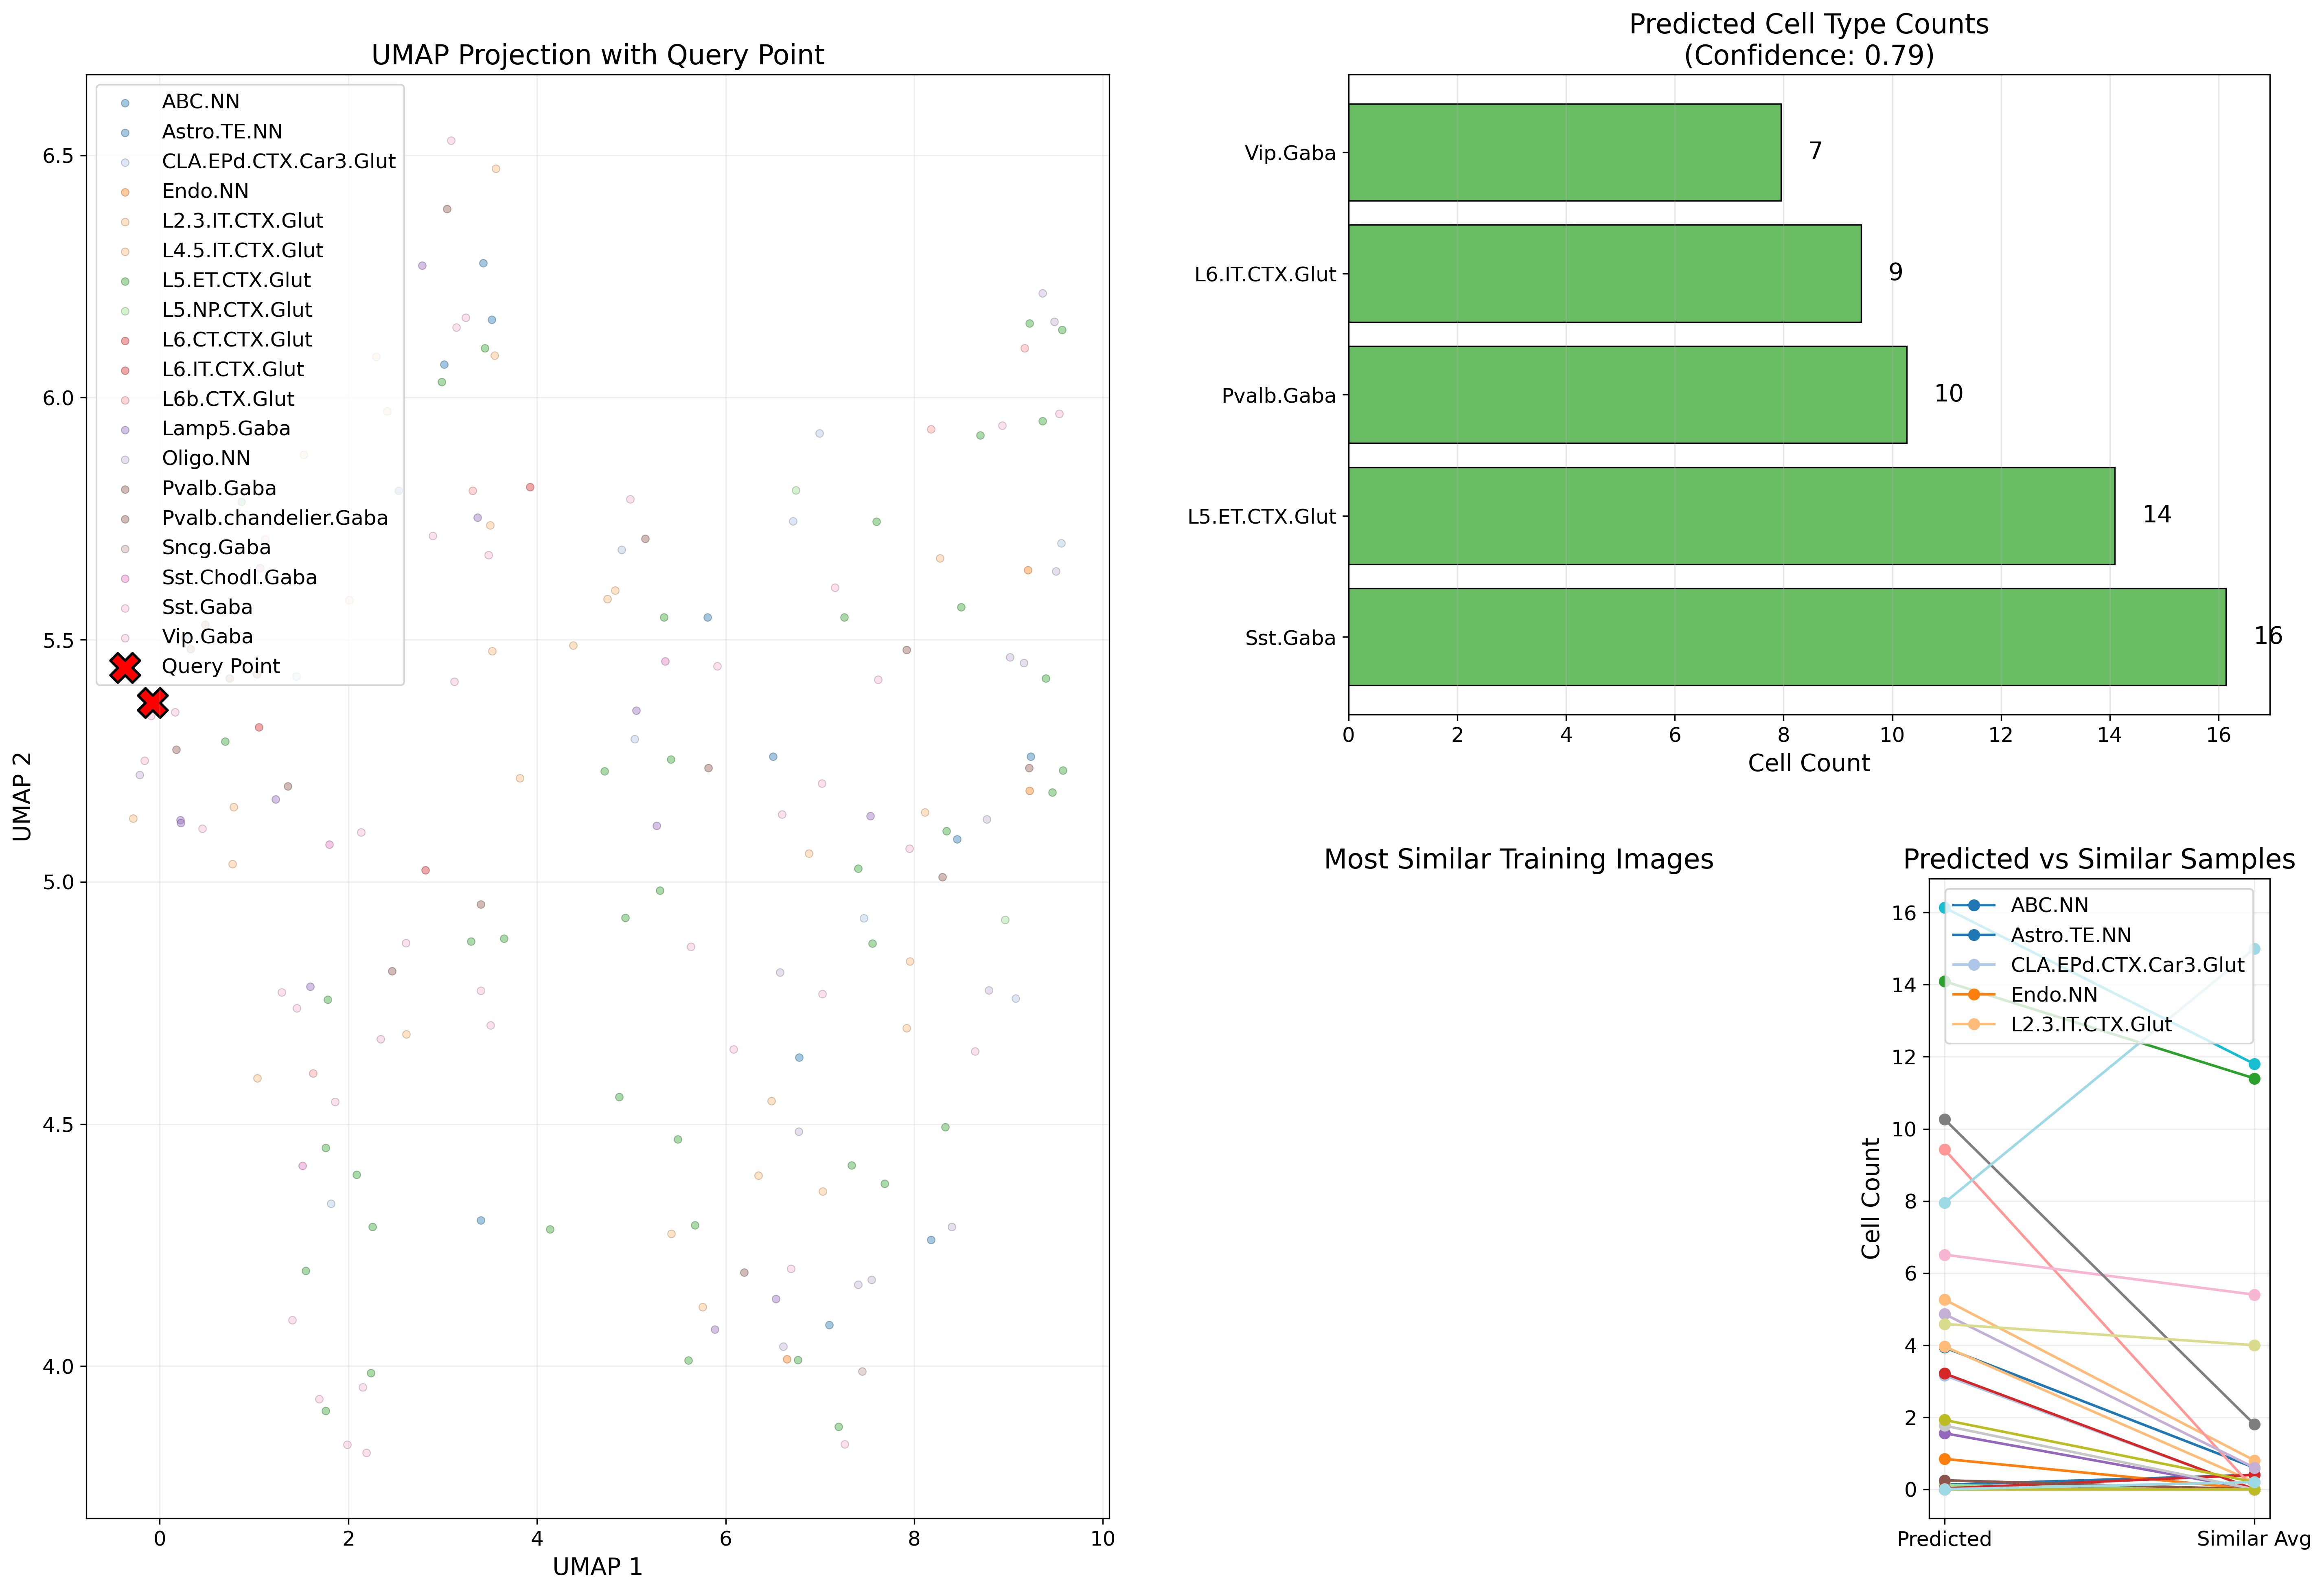 UMAP Projection with Query Point
ABC.NN
Astro.TE.NN
CLA.EPd.CTX.Car3.Glut
Endo.NN
L2.3.IT.CTX.Glut
L4.5.IT.CTX.Glut
L5.ET.CTX.Glut
L5.NP.CTX.Glut
L6.CT.CTX.Glut
L6.IT.CTX.Glut
L6b.CTX.Glut
Lamp5.Gaba
Oligo.NN
Pvalb.Gaba
Pvalb.chandelier.Gaba
Sncg.Gaba
Sst.Chodl.Gaba
Sst.Gaba
Vip.Gaba
Query Point
6.5
6.0
5.5
5.0
4.5
4.0
UMAP 2
0 2 4 6 8 10
UMAP 1
Predicted Cell Type Counts
(Confidence: 0.79)
Vip.Gaba 7
L6.IT.CTX.Glut 9
Pvalb.Gaba 10
L5.ET.CTX.Glut 14
Sst.Gaba 16
0 2 4 6 8 10 12 14 16
Cell Count
Most Similar Training Images
Predicted vs Similar Samples
ABC.NN
Astro.TE.NN
CLA.EPd.CTX.Car3.Glut
Endo.NN
L2.3.IT.CTX.Glut
16
14
12
10
8
6
4
2
0
Cell Count
Predicted Similar Avg